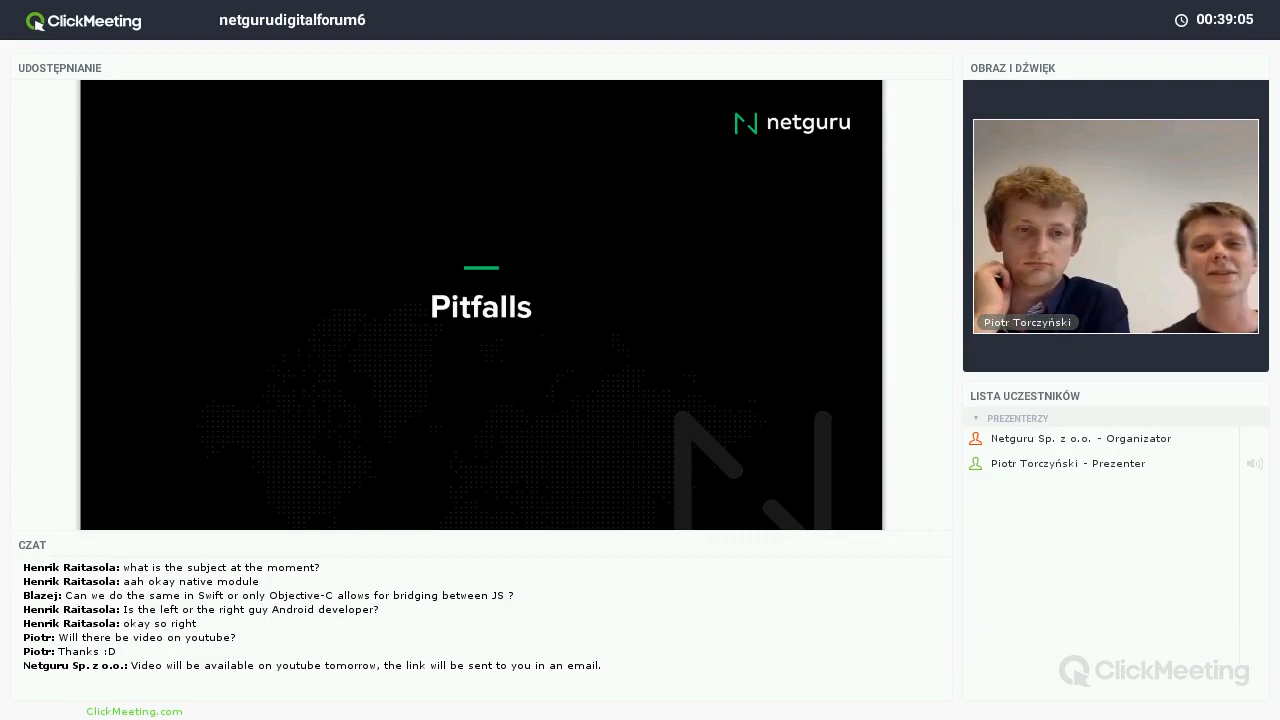 ClickMeeting
netgurudigitalforum6
00:39:05
UDOSTĘPNIANIE
netguru
Pitfalls
OBRAZ I DŹWIĘK
Piotr Torczyński
LISTA UCZESTNIKÓW
PREZENTERZY
Netguru Sp. z o.o. - Organizator
Piotr Torczyński - Prezenter
CZAT
Henrik Raitasola: what is the subject at the moment?
Henrik Raitasola: aah okay native module
Blazej: Can we do the same in Swift or only Objective-C allows for bridging between JS ?
Henrik Raitasola: Is the left or the right guy Android developer?
Henrik Raitasola: okay so right
Piotr: Will there be video on youtube?
Piotr: Thanks :D
Netguru Sp. z o.o.: Video will be available on youtube tomorrow, the link will be sent to you in an email.
ClickMeeting
ClickMeeting.com